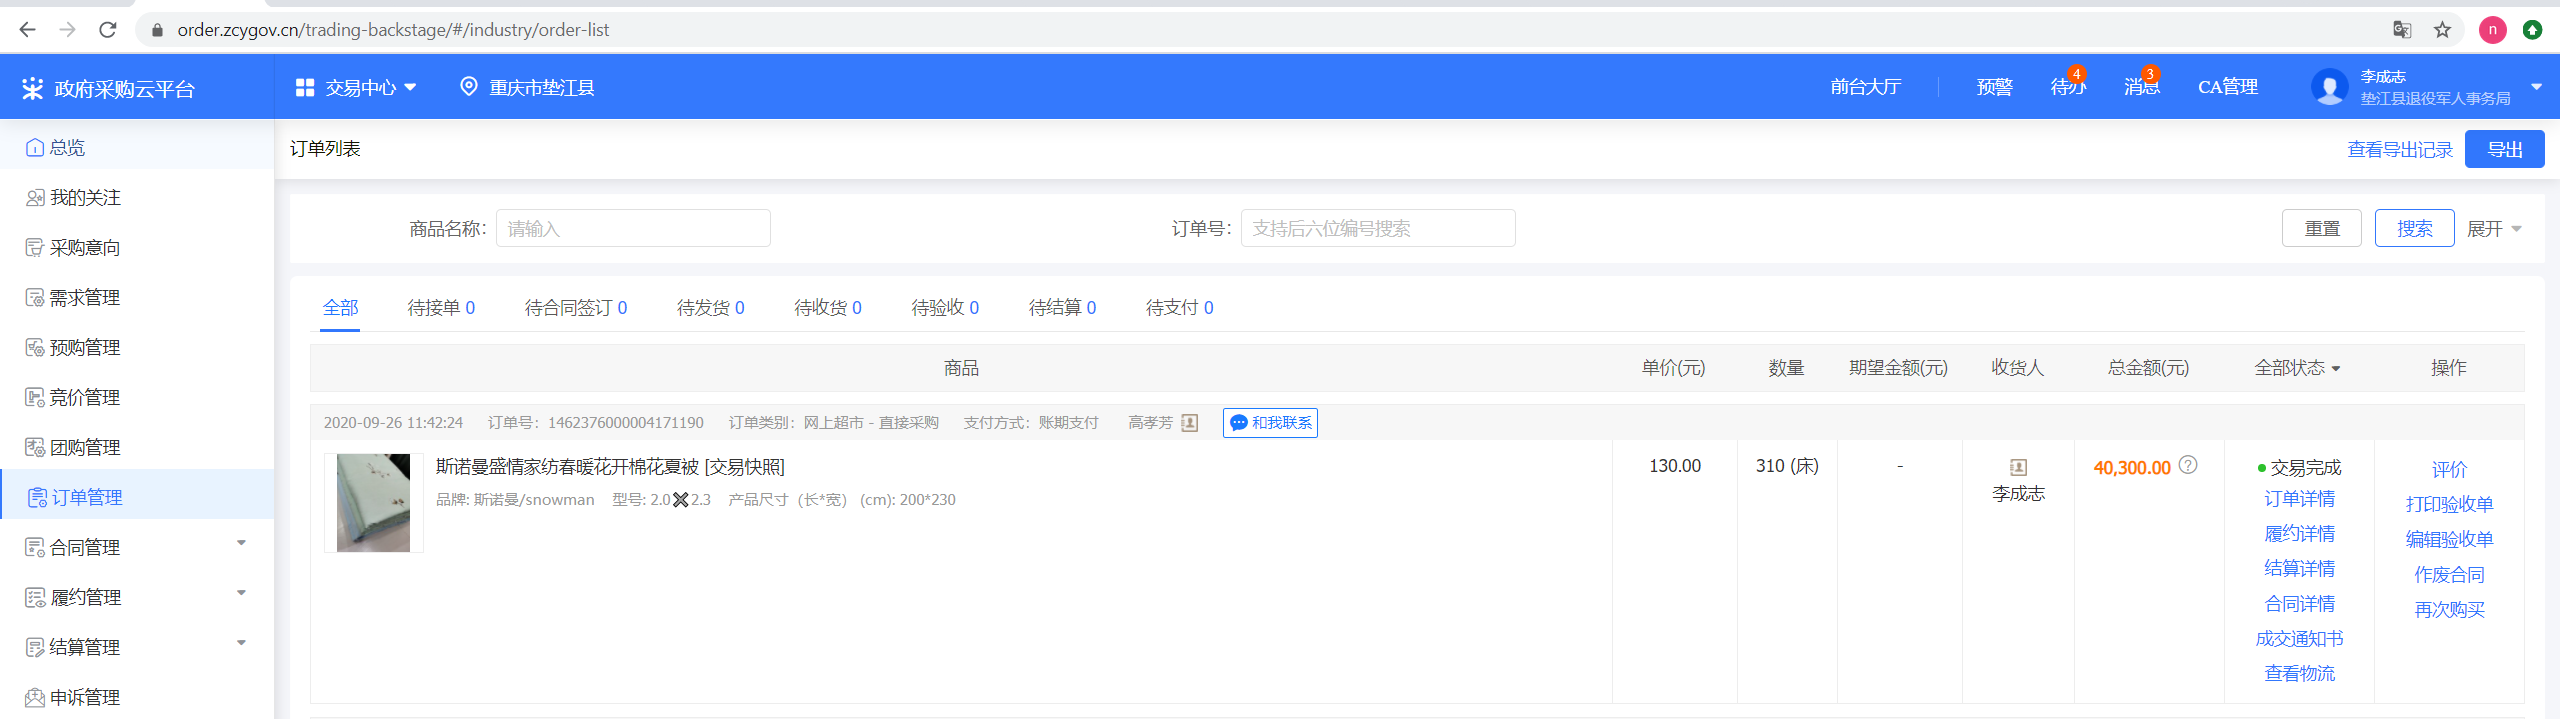 order.zcygov.cn/trading-backstage/#/industry/order-list
n
政府采购云平台
交易中心
重庆市垫江县
前台大厅
预警
待办 4
消息 3
CA管理
李成志
垫江县退役军人事务局
总览
我的关注
采购意向
需求管理
预购管理
竞价管理
团购管理
订单管理
合同管理
履约管理
结算管理
申诉管理
订单列表
查看导出记录 导出
商品名称： 请输入 订单号： 支持后六位编号搜索 重置 搜索 展开
全部 待接单 0 待合同签订 0 待发货 0 待收货 0 待验收 0 待结算 0 待支付 0
商品 单价(元) 数量 期望金额(元) 收货人 总金额(元) 全部状态 操作
2020-09-26 11:42:24 订单号：1462376000004171190 订单类别：网上超市 - 直接采购 支付方式：账期支付 高孝芳 和我联系
斯诺曼盛情家纺春暖花开棉花夏被 [交易快照]
品牌: 斯诺曼/snowman 型号: 2.0✖2.3 产品尺寸（长*宽） (cm): 200*230
130.00
310 (床)
-
李成志
40,300.00 ?
交易完成
订单详情
履约详情
结算详情
合同详情
成交通知书
查看物流
评价
打印验收单
编辑验收单
作废合同
再次购买